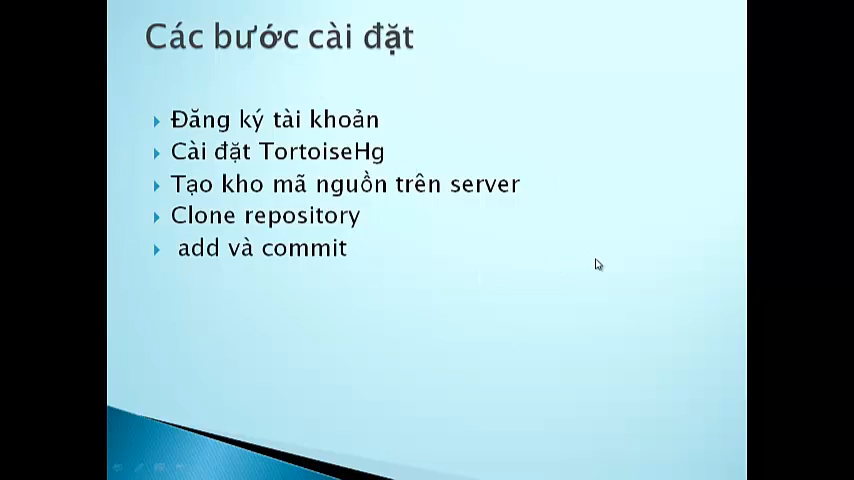 Các bước cài đặt
Đăng ký tài khoản
Cài đặt TortoiseHg
Tạo kho mã nguồn trên server
Clone repository
add và commit